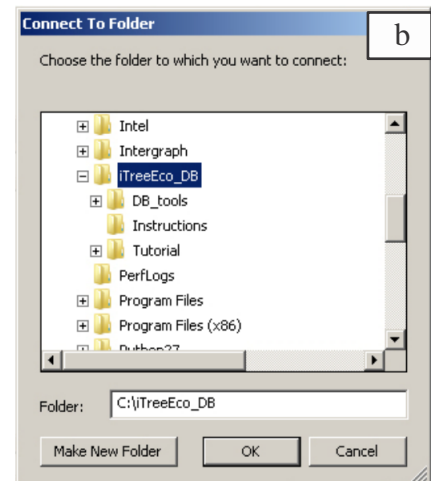 Connect To Folder
b
Choose the folder to which you want to connect:
Intel
Intergraph
iTreeEco_DB
DB_tools
Instructions
Tutorial
PerfLogs
Program Files
Program Files (x86)
Python27
Folder: C:\iTreeEco_DB
Make New Folder OK Cancel